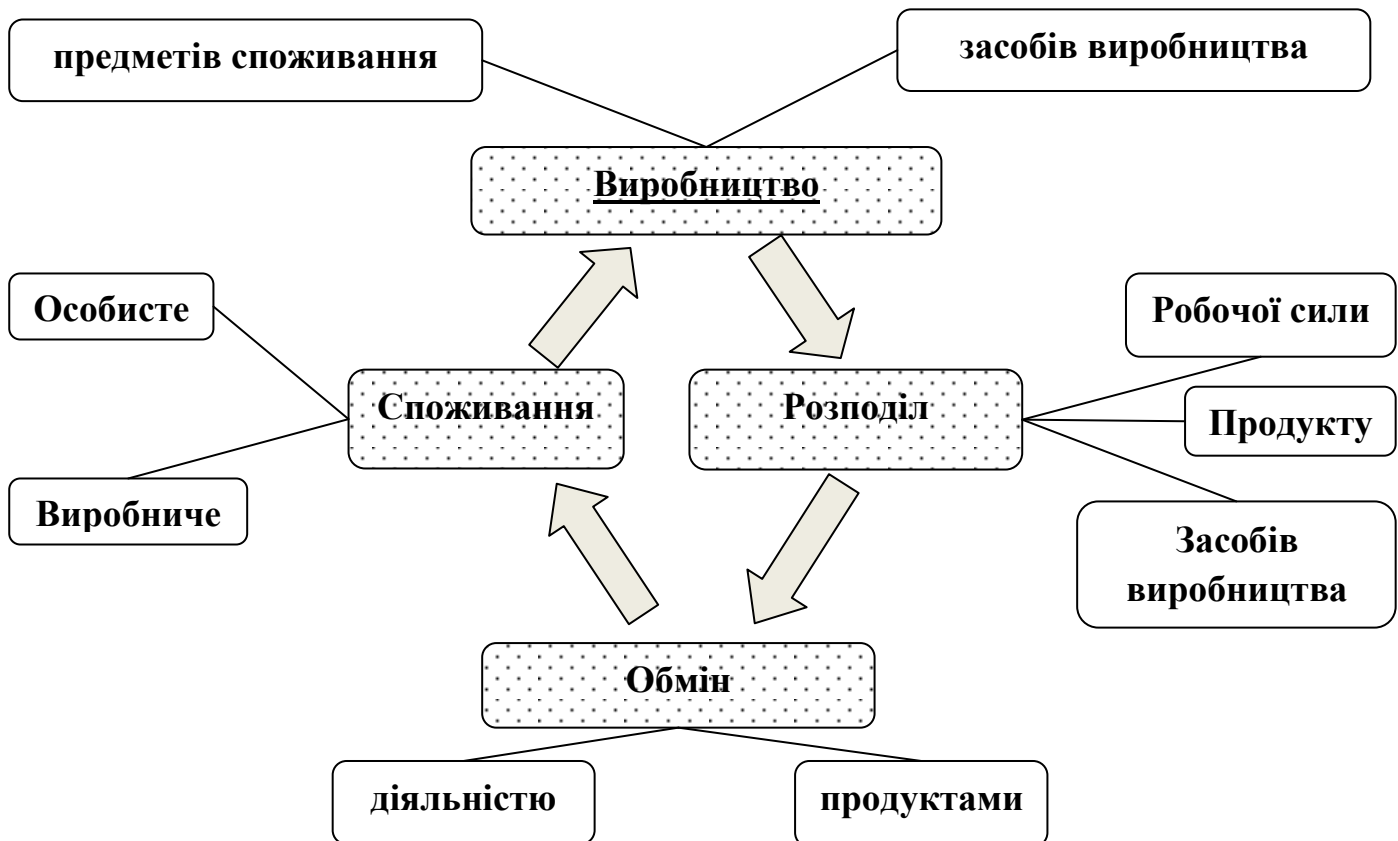 предметів споживання
засобів виробництва
Виробництво
Особисте
Робочої сили
Споживання
Розподіл
Продукту
Виробниче
Засобів
виробництва
Обмін
діяльністю
продуктами